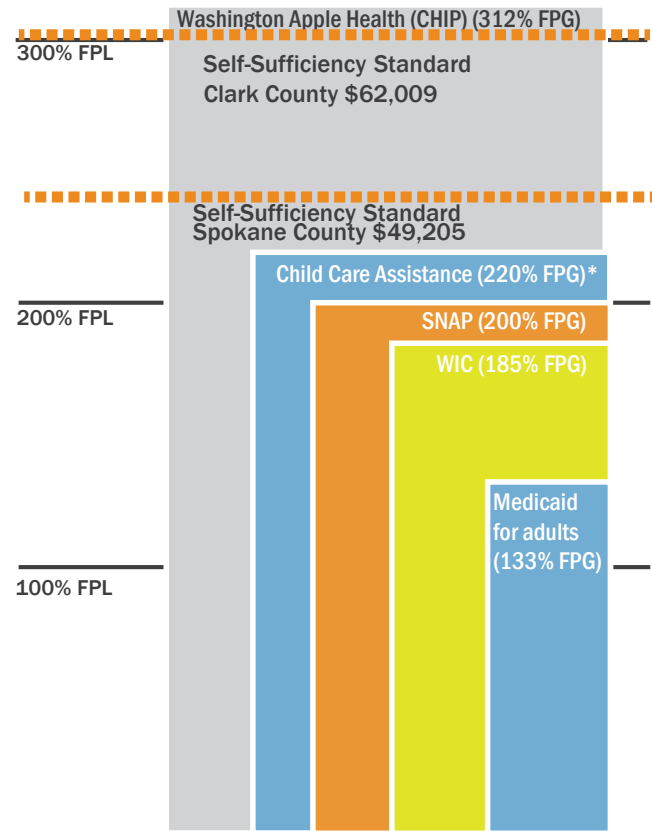 Washington Apple Health (CHIP) (312% FPG)
300% FPL
Self-Sufficiency Standard
Clark County $62,009
Self-Sufficiency Standard
Spokane County $49,205
Child Care Assistance (220% FPG)*
200% FPL
SNAP (200% FPG)
WIC (185% FPG)
Medicaid
for adults
(133% FPG)
100% FPL